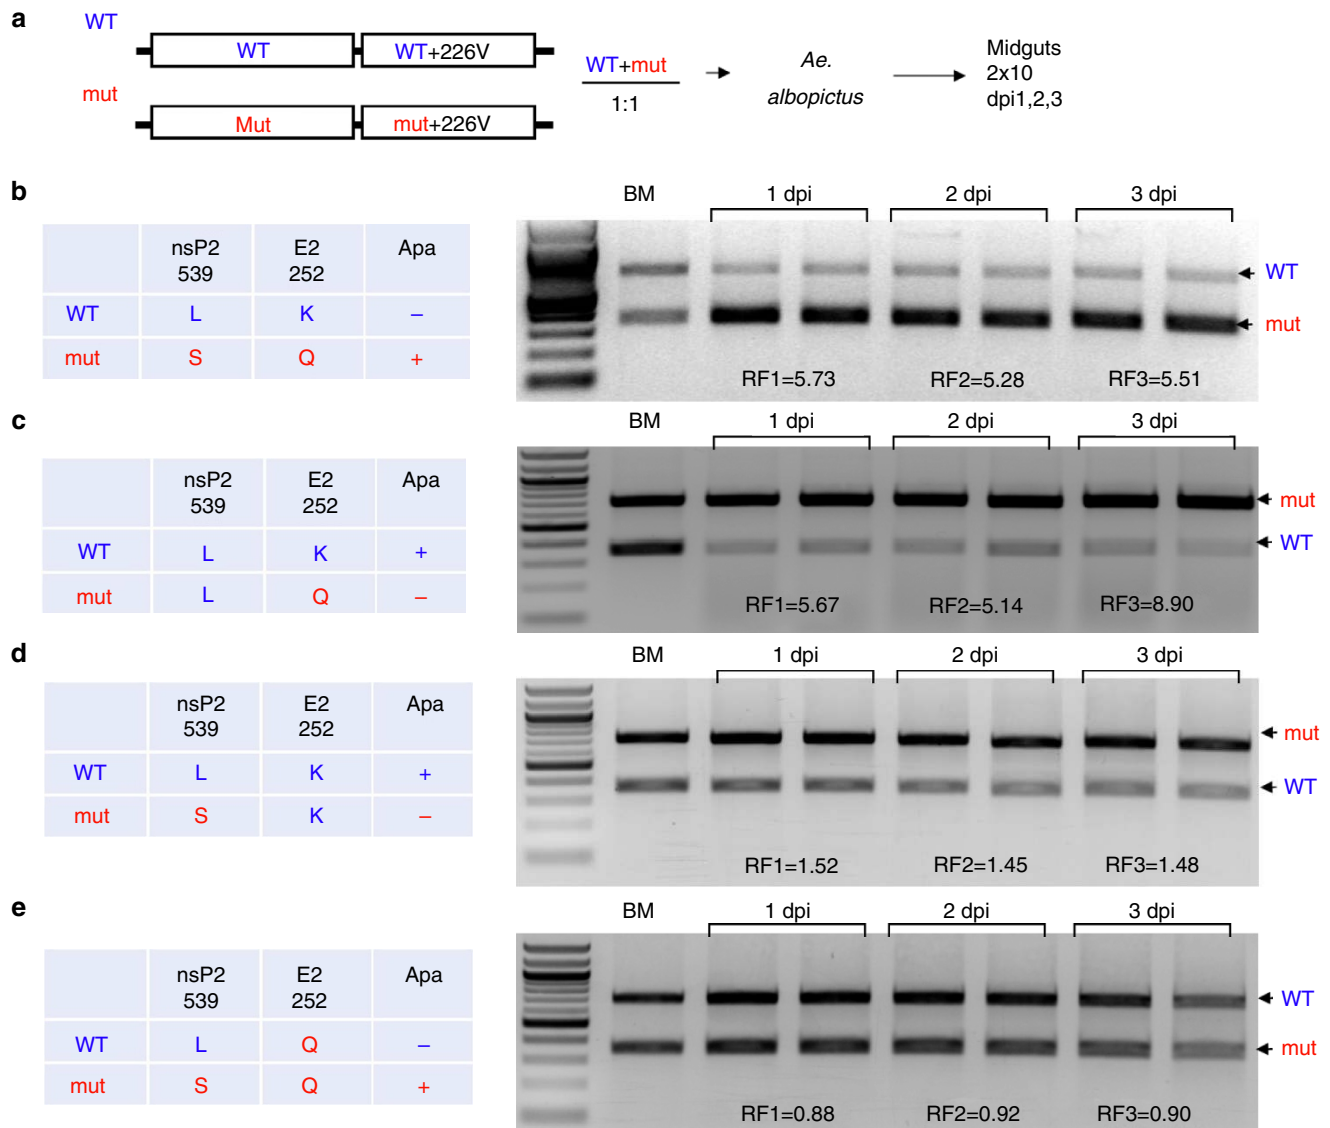 a
WT
WT
WT+226V
mut
Mut
mut+226V
WT+mut
1:1
Ae.
albopictus
Midguts
2x10
dpi1,2,3
b
nsP2
539
E2
252
Apa
WT
L
K
–
mut
S
Q
+
BM
1 dpi
2 dpi
3 dpi
WT
mut
RF1=5.73
RF2=5.28
RF3=5.51
c
nsP2
539
E2
252
Apa
WT
L
K
+
mut
L
Q
–
BM
1 dpi
2 dpi
3 dpi
mut
WT
RF1=5.67
RF2=5.14
RF3=8.90
d
nsP2
539
E2
252
Apa
WT
L
K
+
mut
S
K
–
BM
1 dpi
2 dpi
3 dpi
mut
WT
RF1=1.52
RF2=1.45
RF3=1.48
e
nsP2
539
E2
252
Apa
WT
L
Q
–
mut
S
Q
+
BM
1 dpi
2 dpi
3 dpi
WT
mut
RF1=0.88
RF2=0.92
RF3=0.90